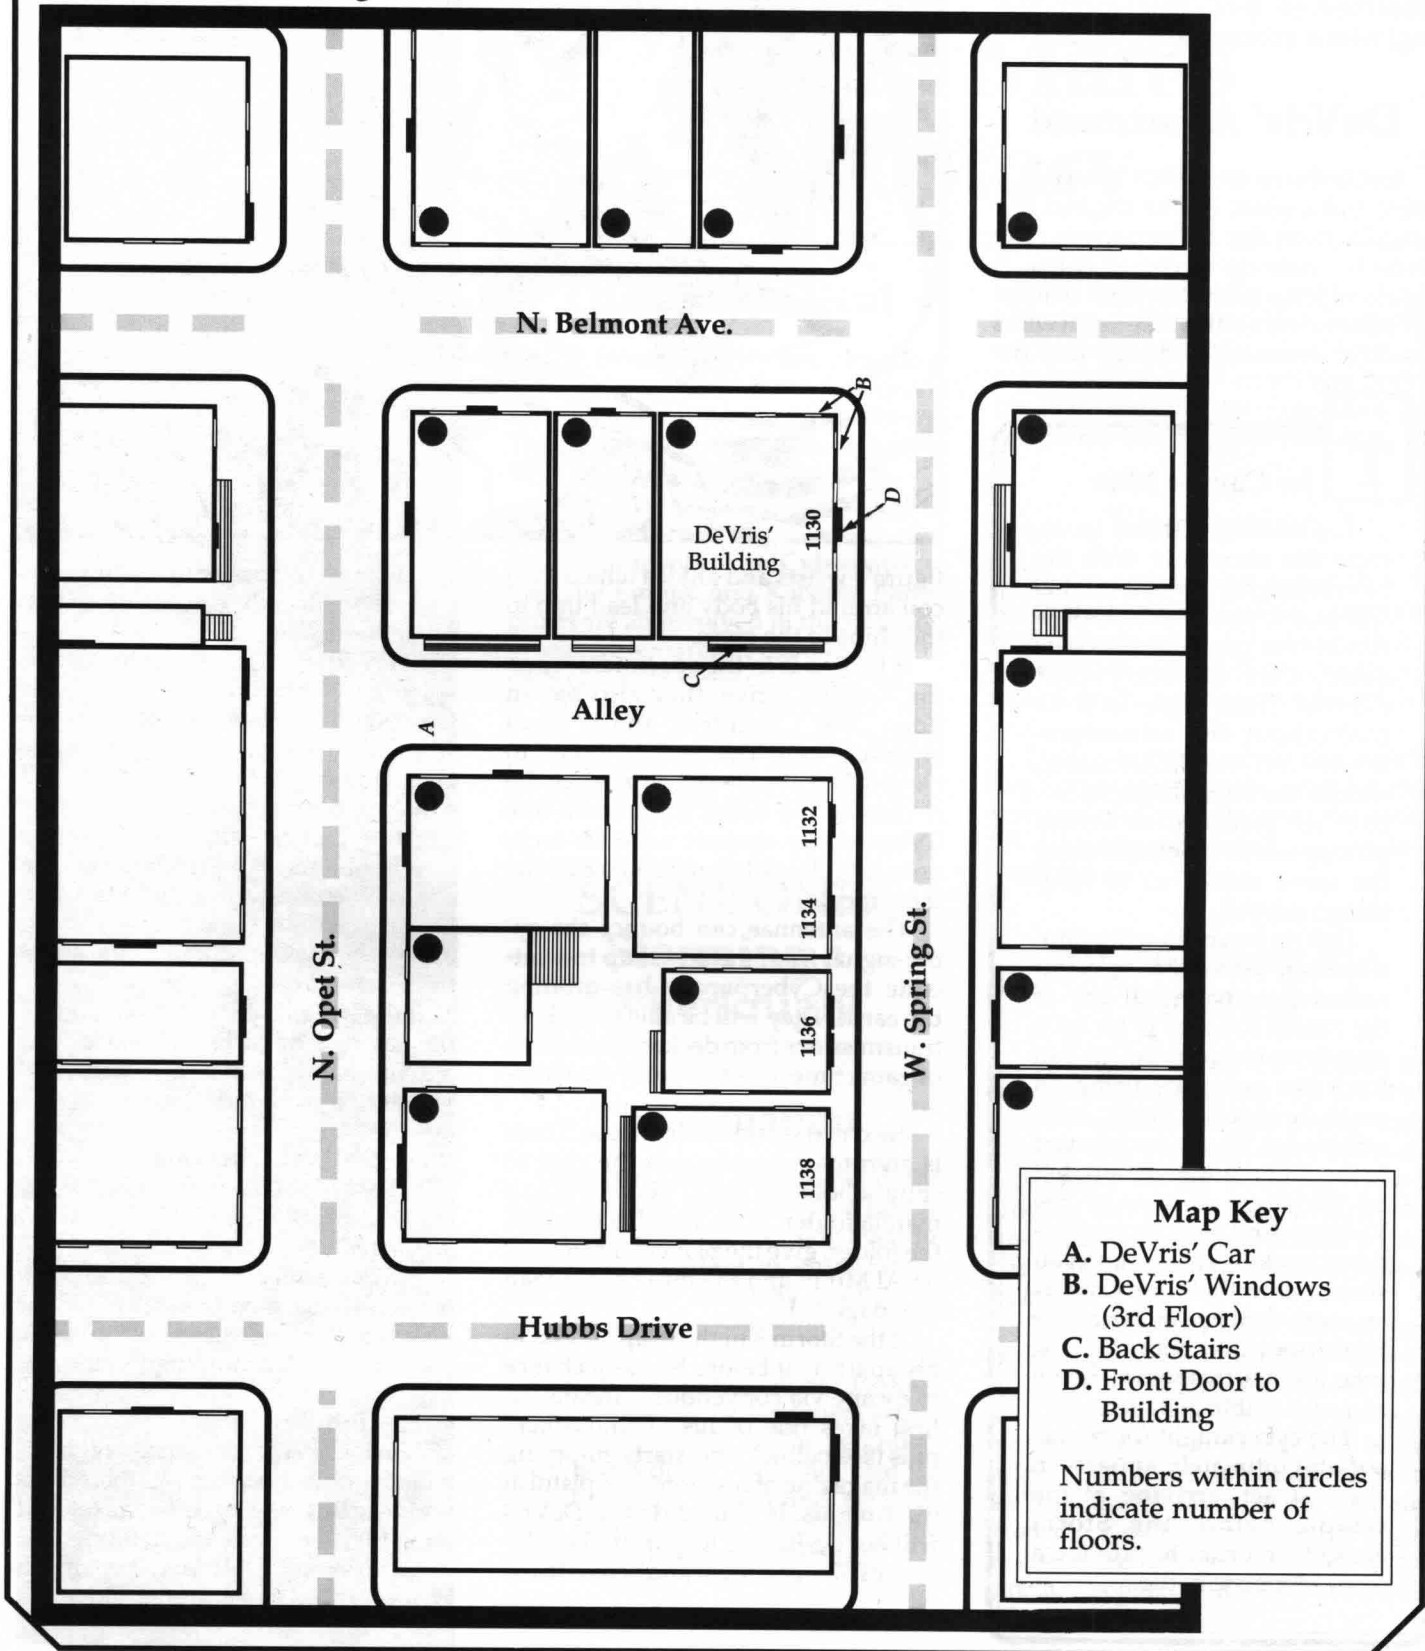 N. Belmont Ave.
B
D
1130
DeVris'
Building
C
Alley
A
1132
1134
N. Opet St.
W. Spring St.
1136
1138
Hubbs Drive
Map Key
A. DeVris' Car
B. DeVris' Windows
(3rd Floor)
C. Back Stairs
D. Front Door to
Building
Numbers within circles
indicate number of
floors.